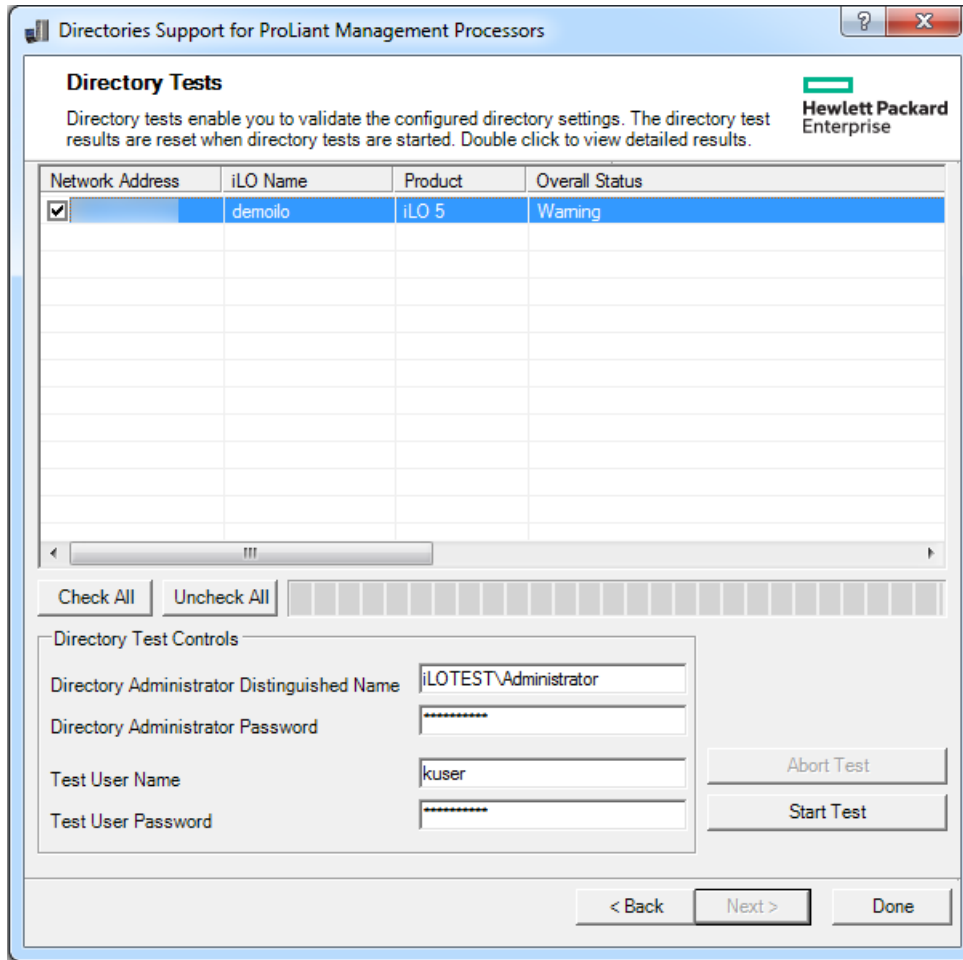 Directories Support for ProLiant Management Processors
Directory Tests
Directory tests enable you to validate the configured directory settings. The directory test
results are reset when directory tests are started. Double click to view detailed results.
Hewlett Packard
Enterprise
Network Address iLO Name Product Overall Status
demoilo iLO 5 Warning
Check All Uncheck All
Directory Test Controls
Directory Administrator Distinguished Name iLOTEST\Administrator
Directory Administrator Password **********
Test User Name kuser
Abort Test
Test User Password **********
Start Test
< Back Next > Done